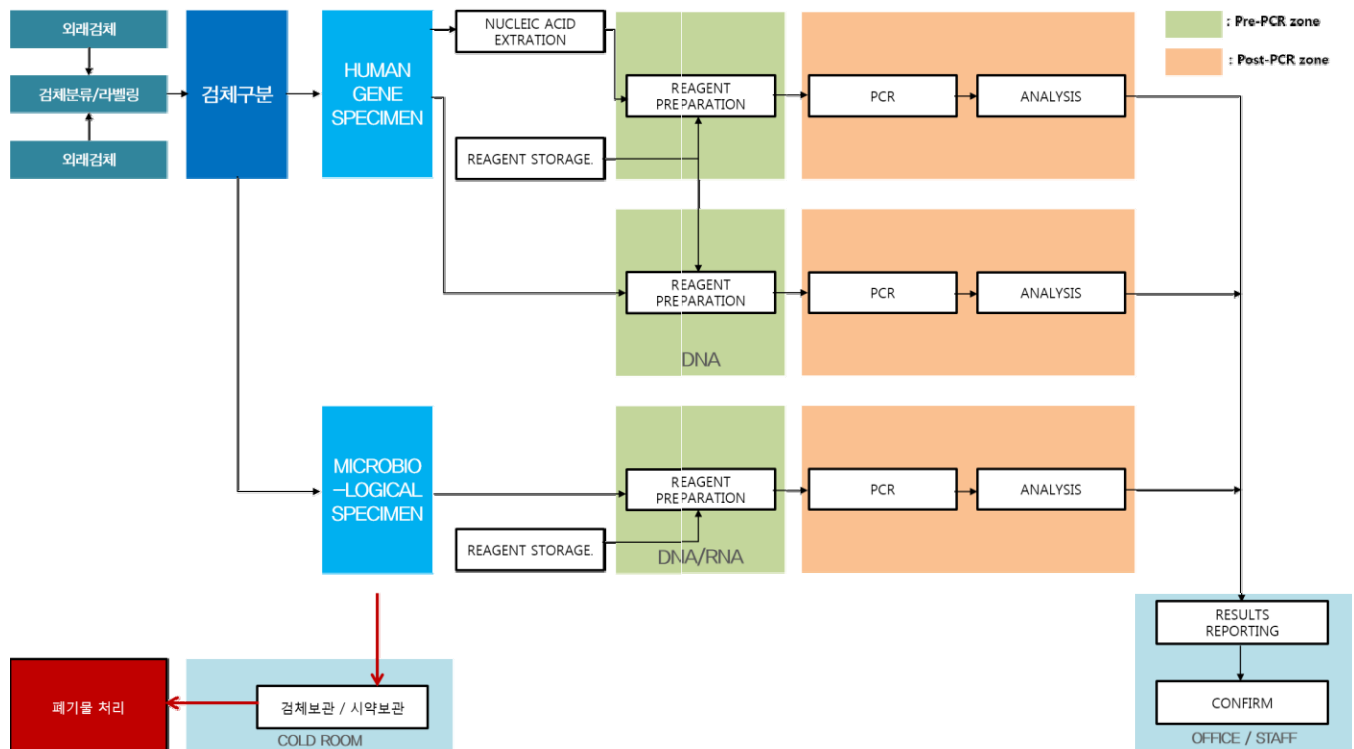 외래검체
검체분류/라벨링
외래검체
검체구분
HUMAN
GENE
SPECIMEN
NUCLEIC ACID
EXTRATION
REAGENT STORAGE.
REAGENT
PREPARATION
PCR
ANALYSIS
: Pre-PCR zone
: Post-PCR zone
REAGENT
PREPARATION
DNA
PCR
ANALYSIS
MICROBIO
-LOGICAL
SPECIMEN
REAGENT STORAGE.
REAGENT
PREPARATION
DNA/RNA
PCR
ANALYSIS
폐기물 처리
검체보관 / 시약보관
COLD ROOM
RESULTS
REPORTING
CONFIRM
OFFICE / STAFF